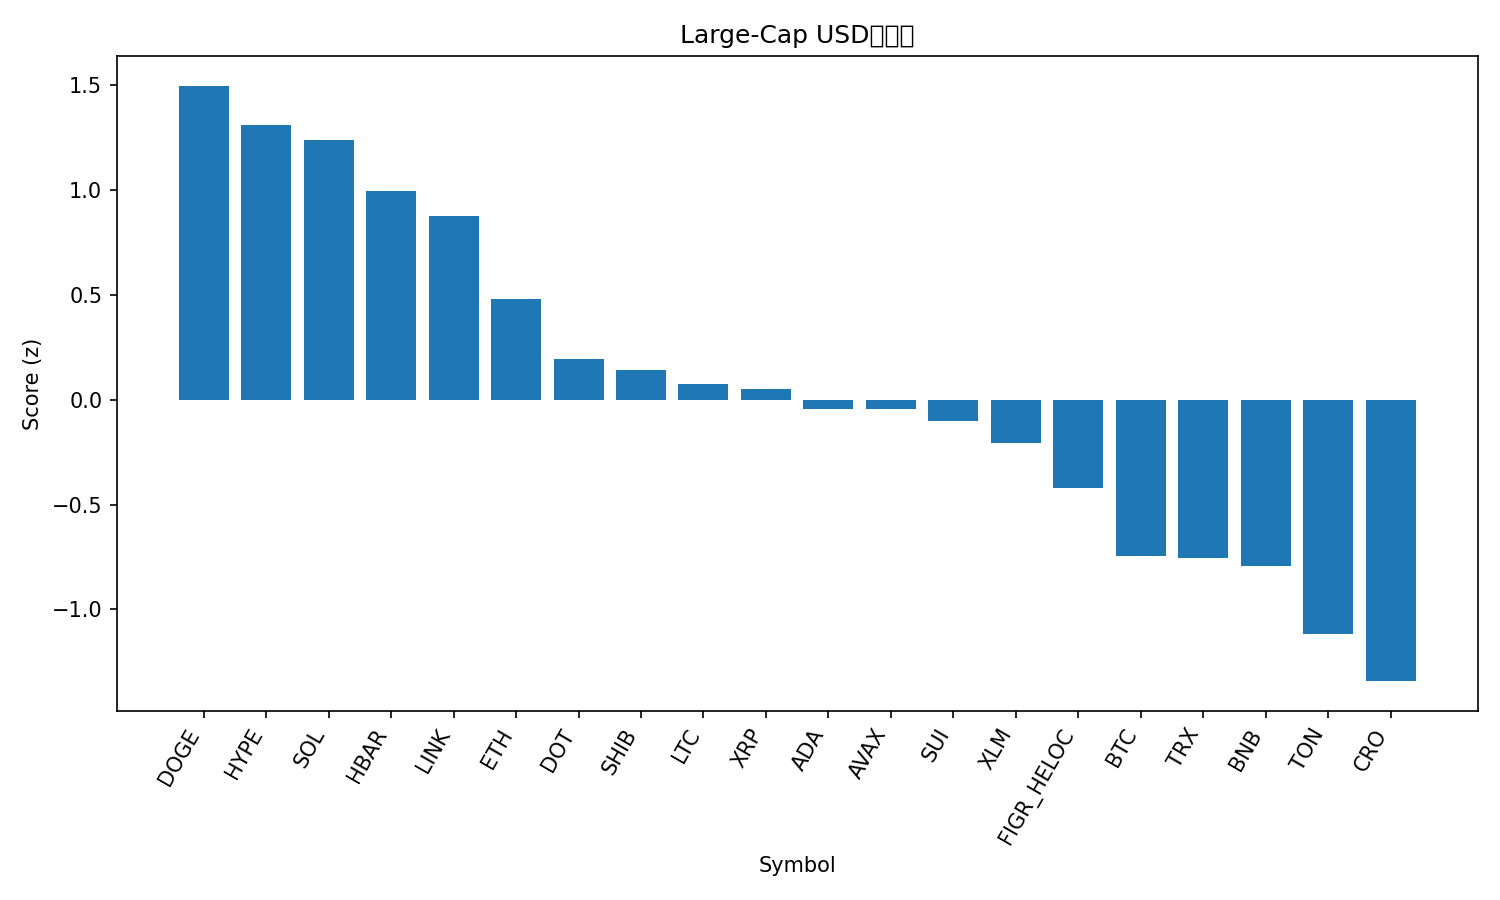 Large-Cap USD
Score (z)
1.5
1.0
0.5
0.0
−0.5
−1.0
DOGE
HYPE
SOL
HBAR
LINK
ETH
DOT
SHIB
LTC
XRP
ADA
AVAX
SUI
XLM
FIGR_HELOC
BTC
TRX
BNB
TON
CRO
Symbol